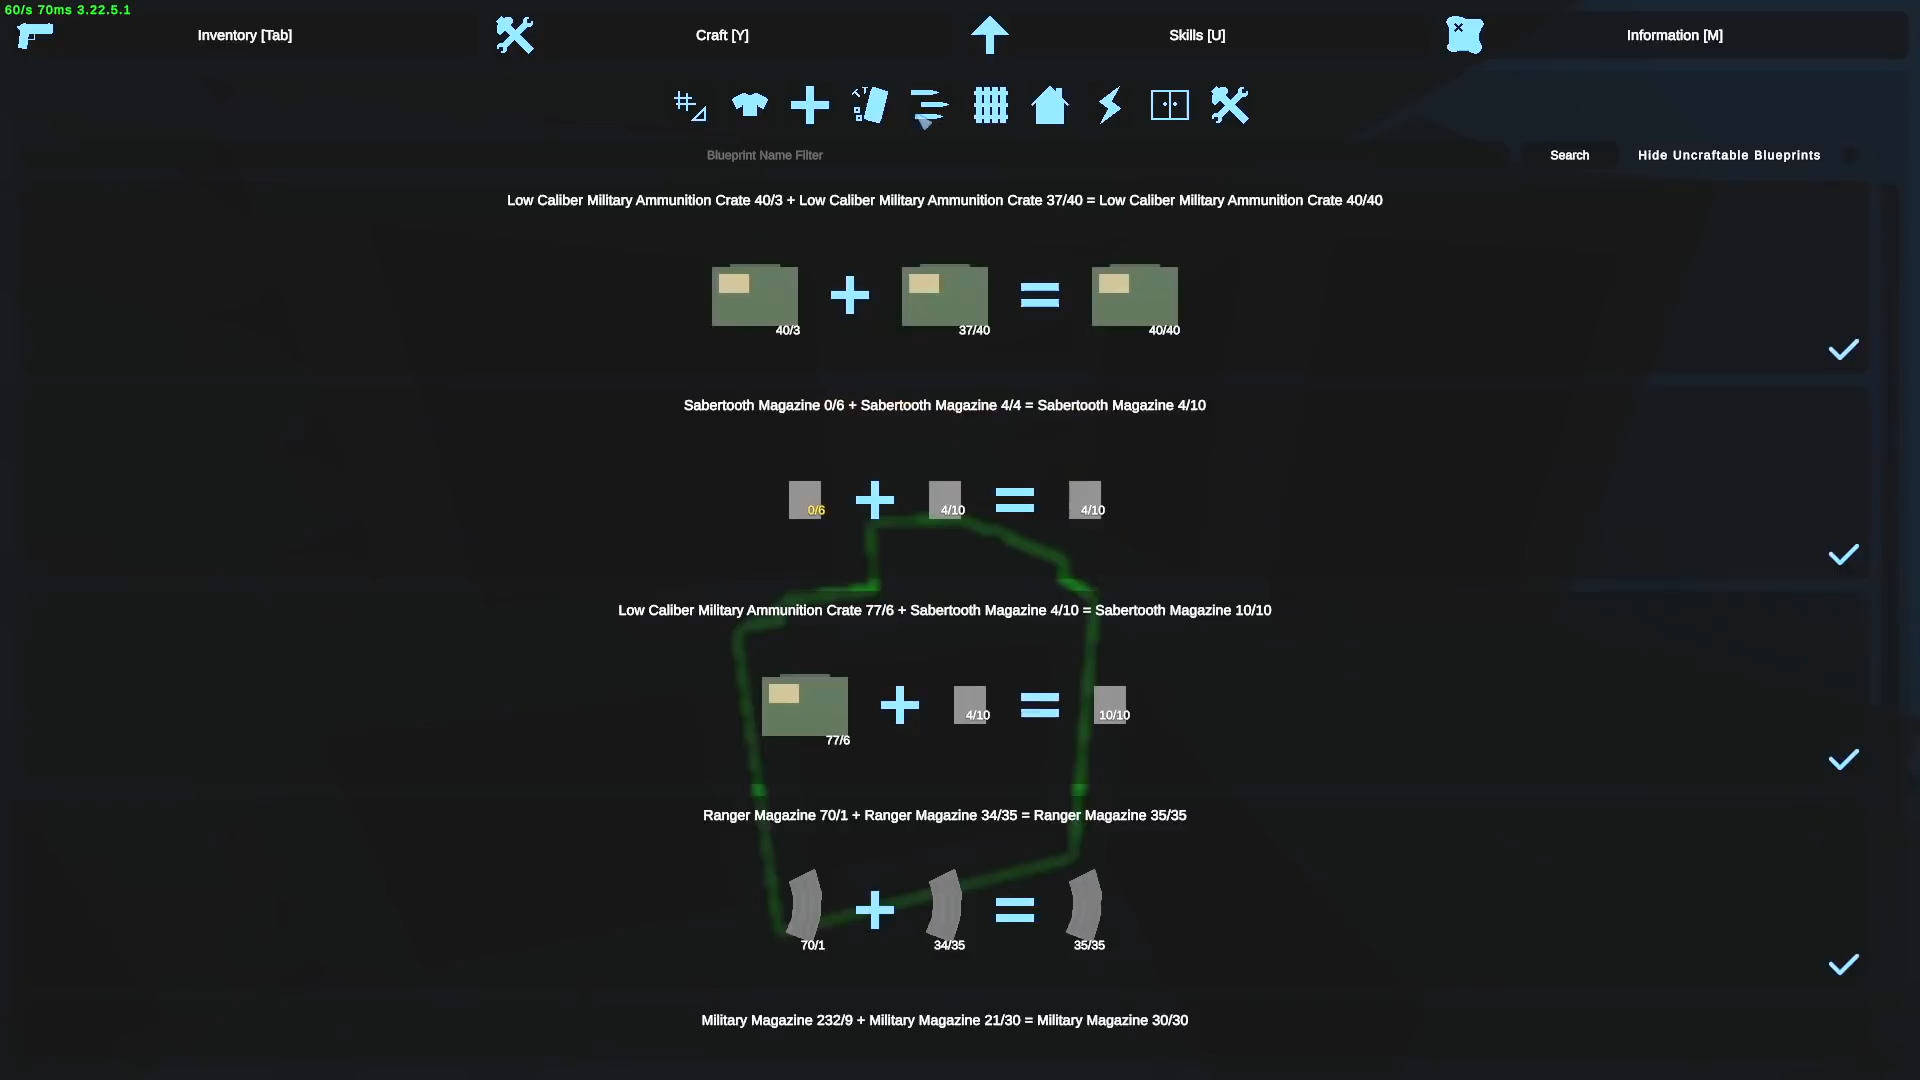 60/s 70ms 3.22.5.1
Inventory [Tab]
Craft [Y]
Skills [U]
Information [M]
Blueprint Name Filter
Search
Hide Uncraftable Blueprints
Low Caliber Military Ammunition Crate 40/3 + Low Caliber Military Ammunition Crate 37/40 = Low Caliber Military Ammunition Crate 40/40
40/3
37/40
40/40
Sabertooth Magazine 0/6 + Sabertooth Magazine 4/4 = Sabertooth Magazine 4/10
0/6
4/10
4/10
Low Caliber Military Ammunition Crate 77/6 + Sabertooth Magazine 4/10 = Sabertooth Magazine 10/10
77/6
4/10
10/10
Ranger Magazine 70/1 + Ranger Magazine 34/35 = Ranger Magazine 35/35
70/1
34/35
35/35
Military Magazine 232/9 + Military Magazine 21/30 = Military Magazine 30/30